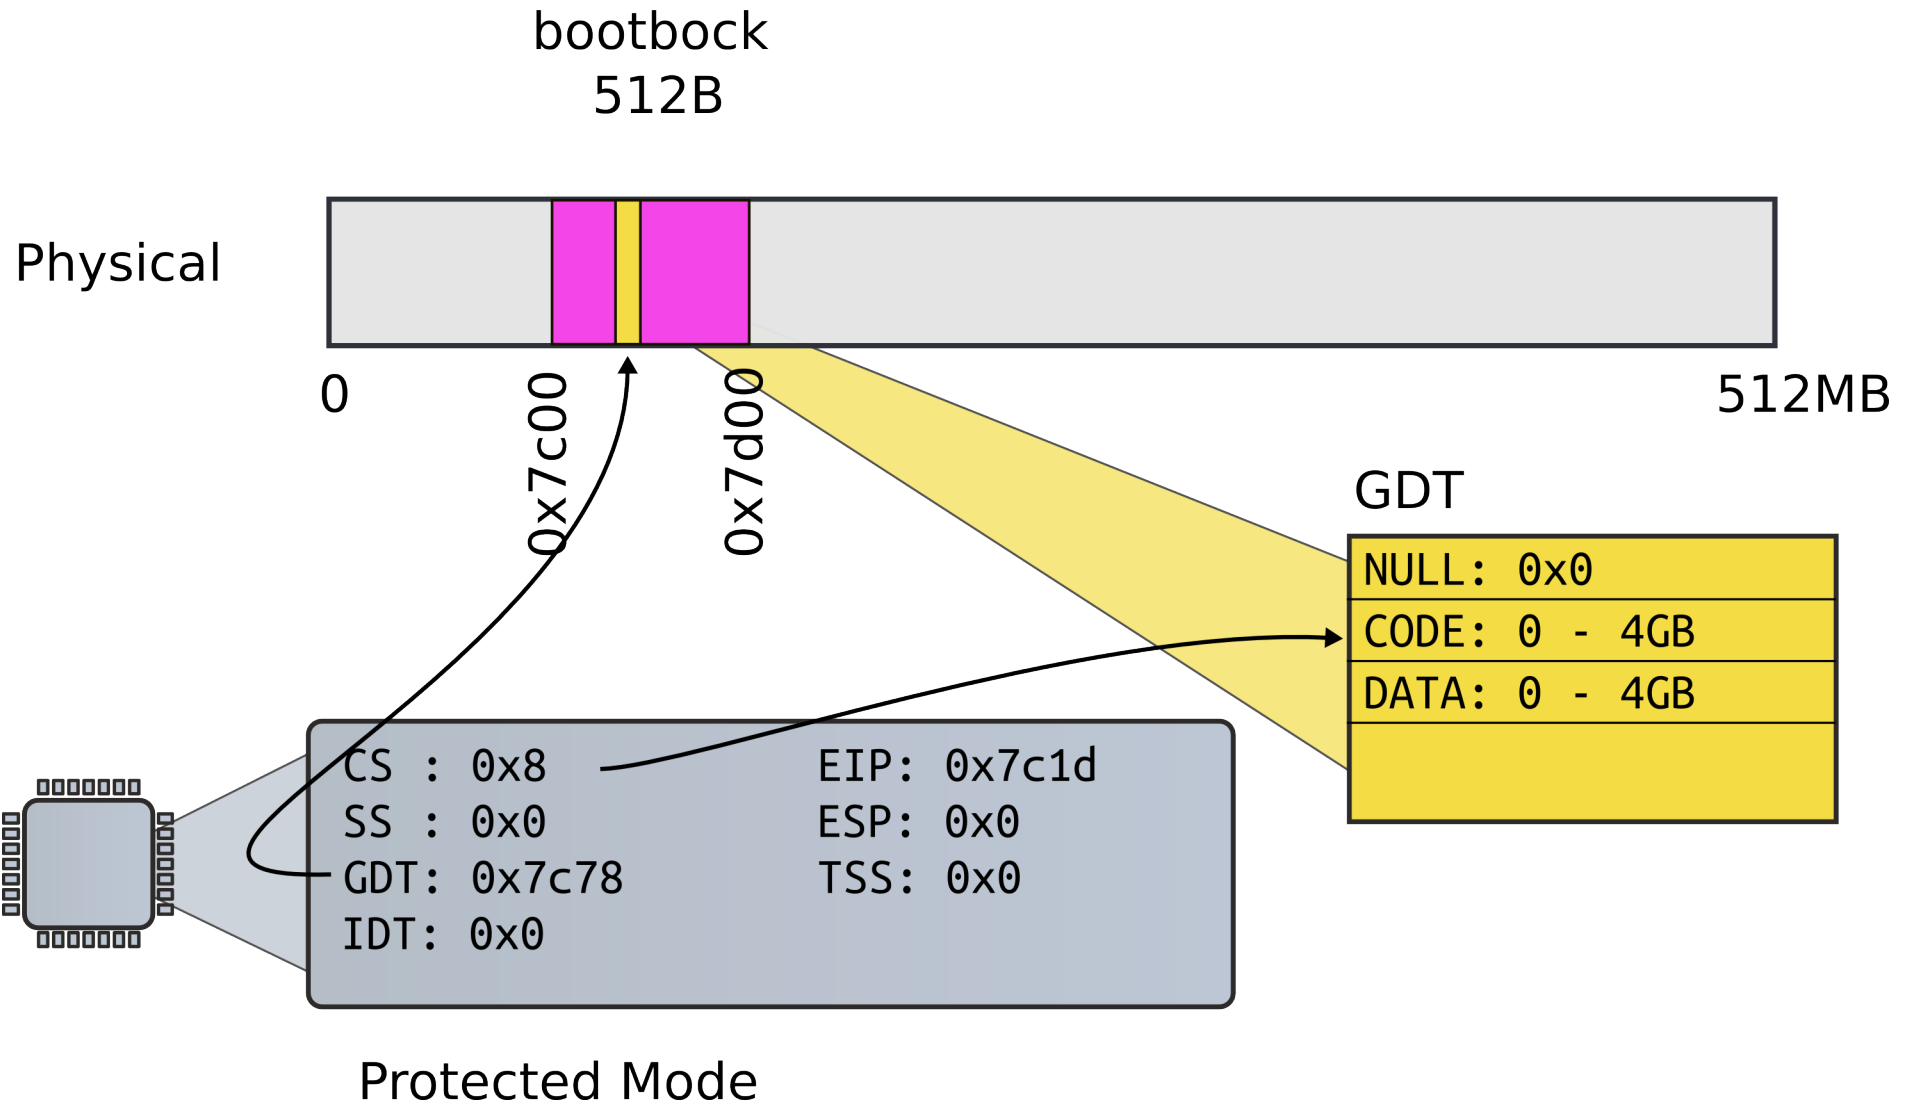 bootbock
512B
Physical
0
0x7c00
0x7d00
512MB
GDT
NULL: 0x0
CODE: 0 - 4GB
DATA: 0 - 4GB
CS : 0x8
SS : 0x0
GDT: 0x7c78
IDT: 0x0
EIP: 0x7c1d
ESP: 0x0
TSS: 0x0
Protected Mode